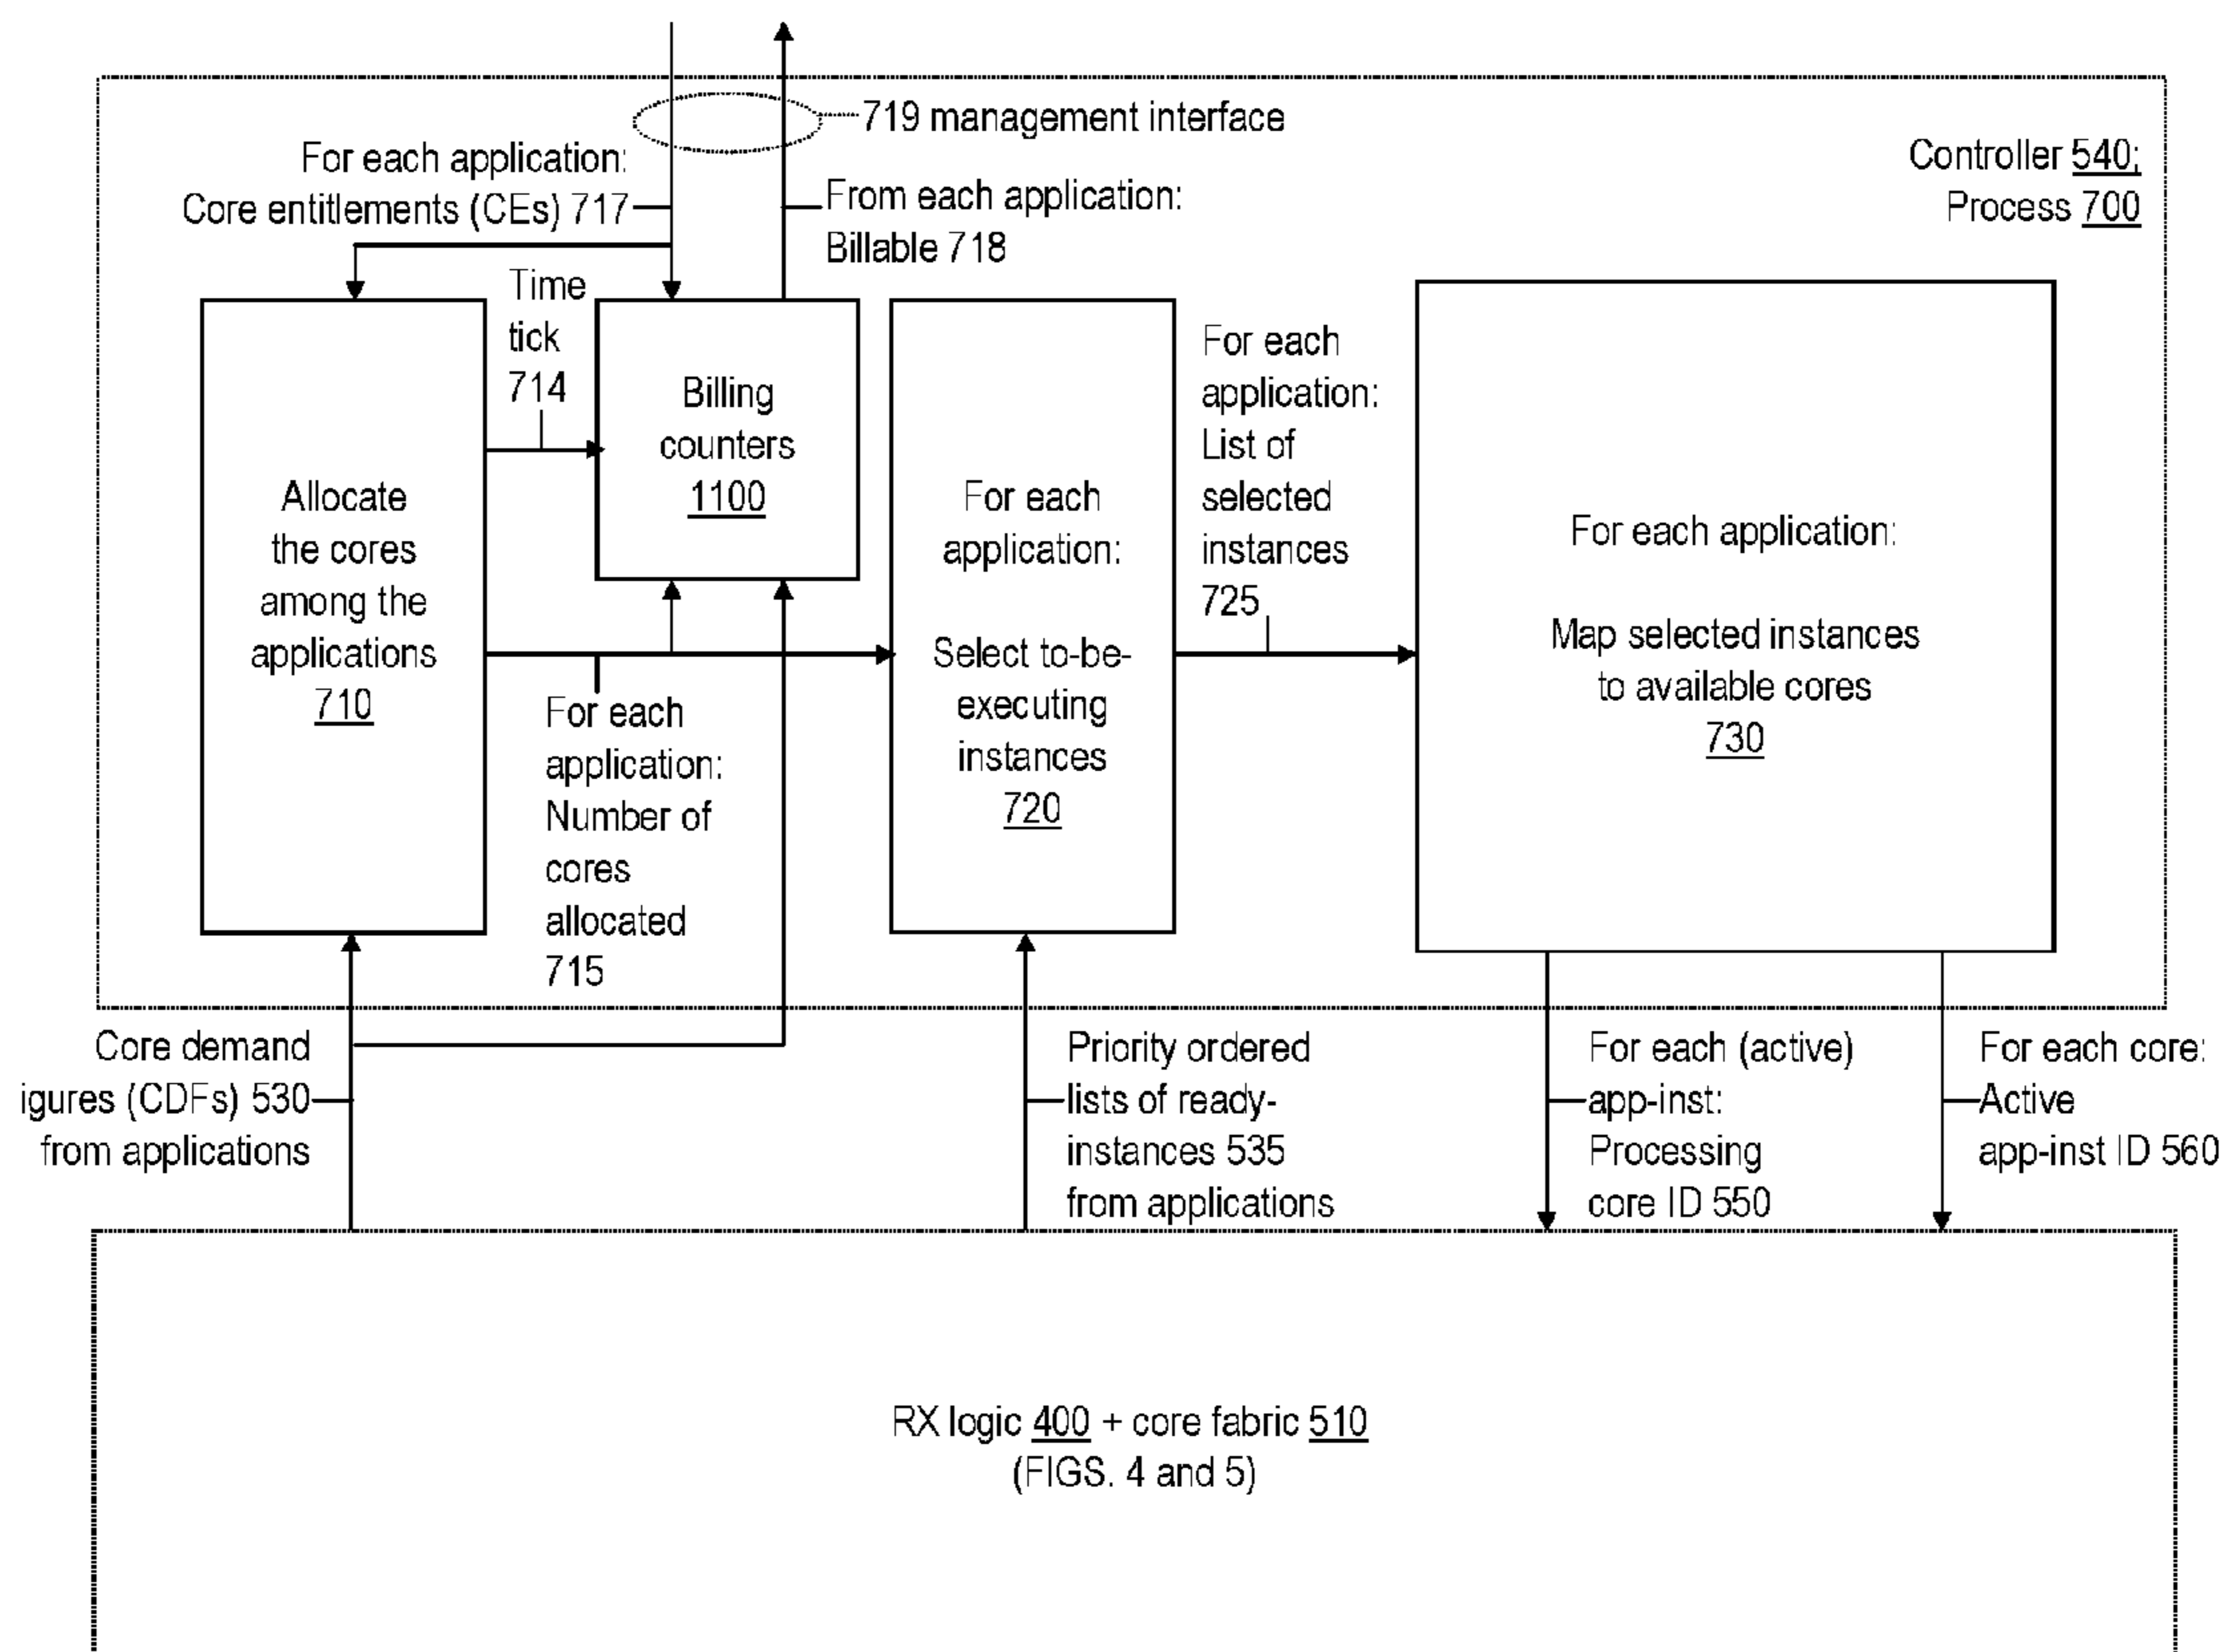 719 management interface
For each application:
Core entitlements (CEs) 717
From each application:
Billable 718
Controller 540;
Process 700
Time
tick
714
Allocate
the cores
among the
applications
710
Billing
counters
1100
For each
application:
Number of
cores
allocated
715
For each
application:
Select to-be-
executing
instances
720
For each
application:
List of
selected
instances
725
For each application:
Map selected instances
to available cores
730
Core demand
igures (CDFs) 530
from applications
Priority ordered
lists of ready-
instances 535
from applications
For each (active)
app-inst:
Processing
core ID 550
For each core:
Active
app-inst ID 560
RX logic 400 + core fabric 510
(FIGS. 4 and 5)